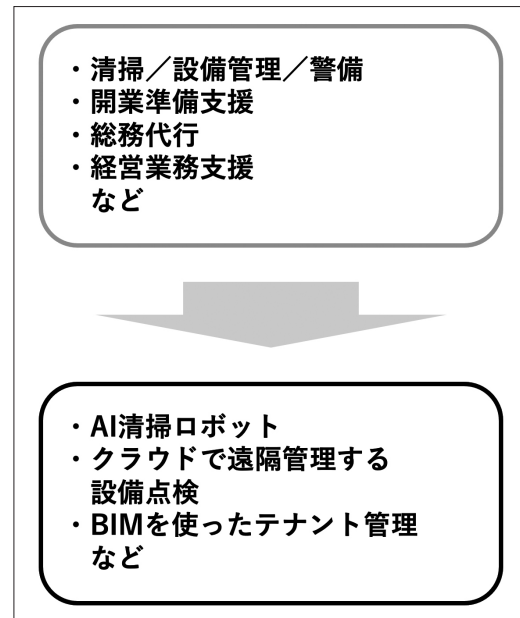 ・清掃／設備管理／警備
・開業準備支援
・総務代行
・経営業務支援
など
・AI清掃ロボット
・クラウドで遠隔管理する
設備点検
・BIMを使ったテナント管理
など